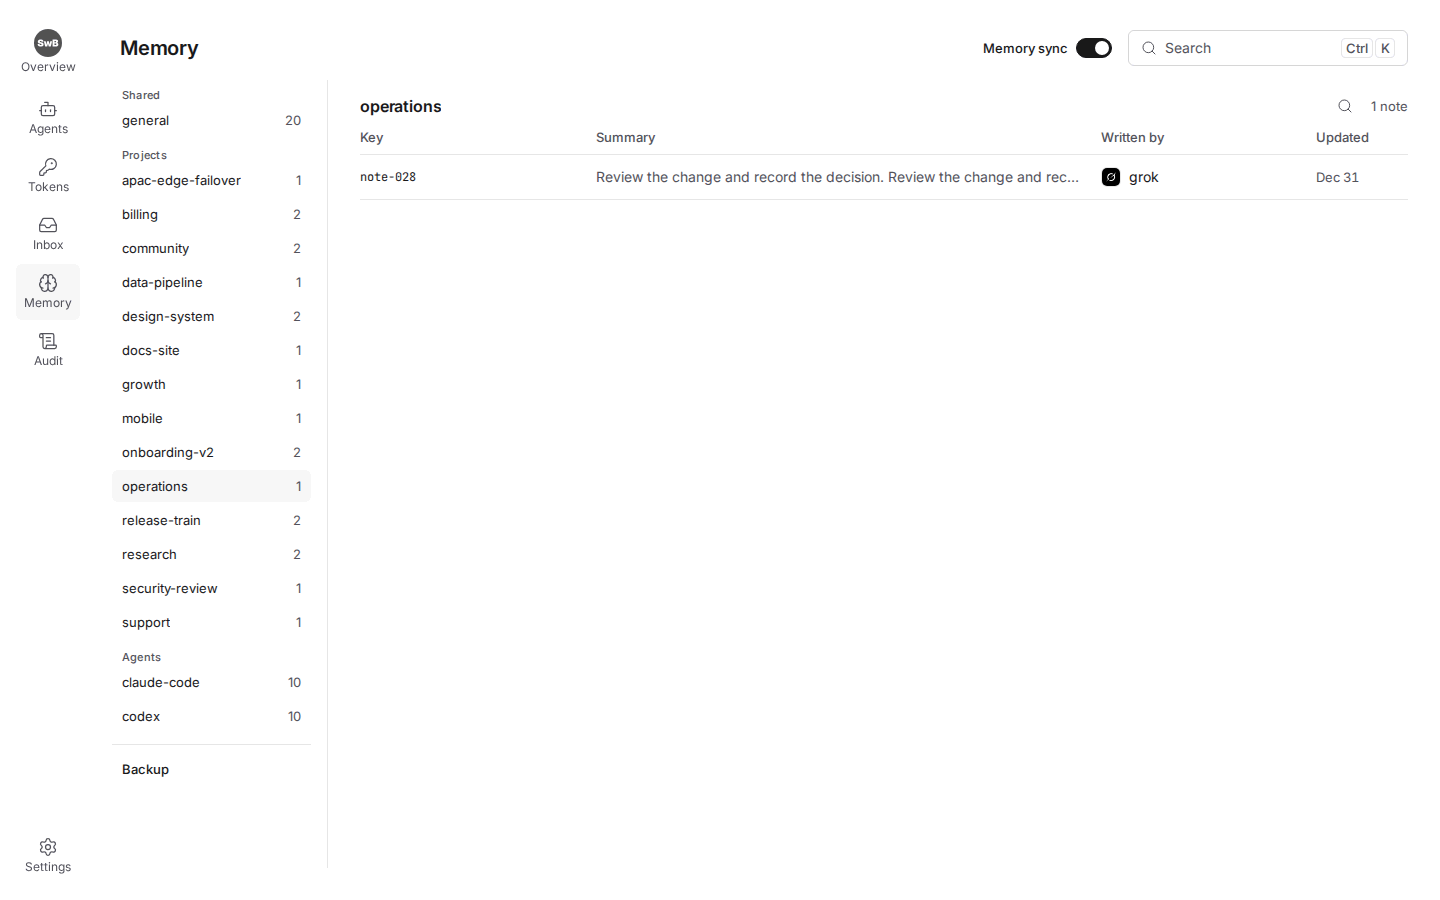 SwB
Overview
Agents
Tokens
Inbox
Memory
Audit
Settings
Memory
Memory sync
Search
Ctrl K
Shared
general 20
Projects
apac-edge-failover 1
billing 2
community 2
data-pipeline 1
design-system 2
docs-site 1
growth 1
mobile 1
onboarding-v2 2
operations 1
release-train 2
research 2
security-review 1
support 1
Agents
claude-code 10
codex 10
Backup
operations
1 note
Key Summary Written by Updated
note-028 Review the change and record the decision. Review the change and rec... grok Dec 31